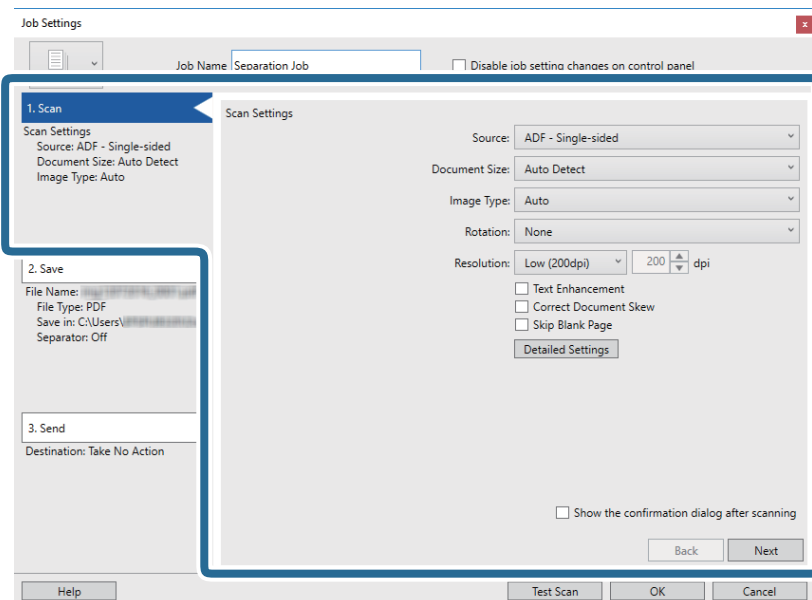 Job Settings
x
Job Name Separation Job
Disable job setting changes on control panel
1. Scan
Scan Settings
Source: ADF - Single-sided
Document Size: Auto Detect
Image Type: Auto
2. Save
File Name:
File Type: PDF
Save in: C:\Users\
Separator: Off
3. Send
Destination: Take No Action
Scan Settings
Source: ADF - Single-sided
Document Size: Auto Detect
Image Type: Auto
Rotation: None
Resolution: Low (200dpi) 200 dpi
Text Enhancement
Correct Document Skew
Skip Blank Page
Detailed Settings
Show the confirmation dialog after scanning
Back Next
Help Test Scan OK Cancel